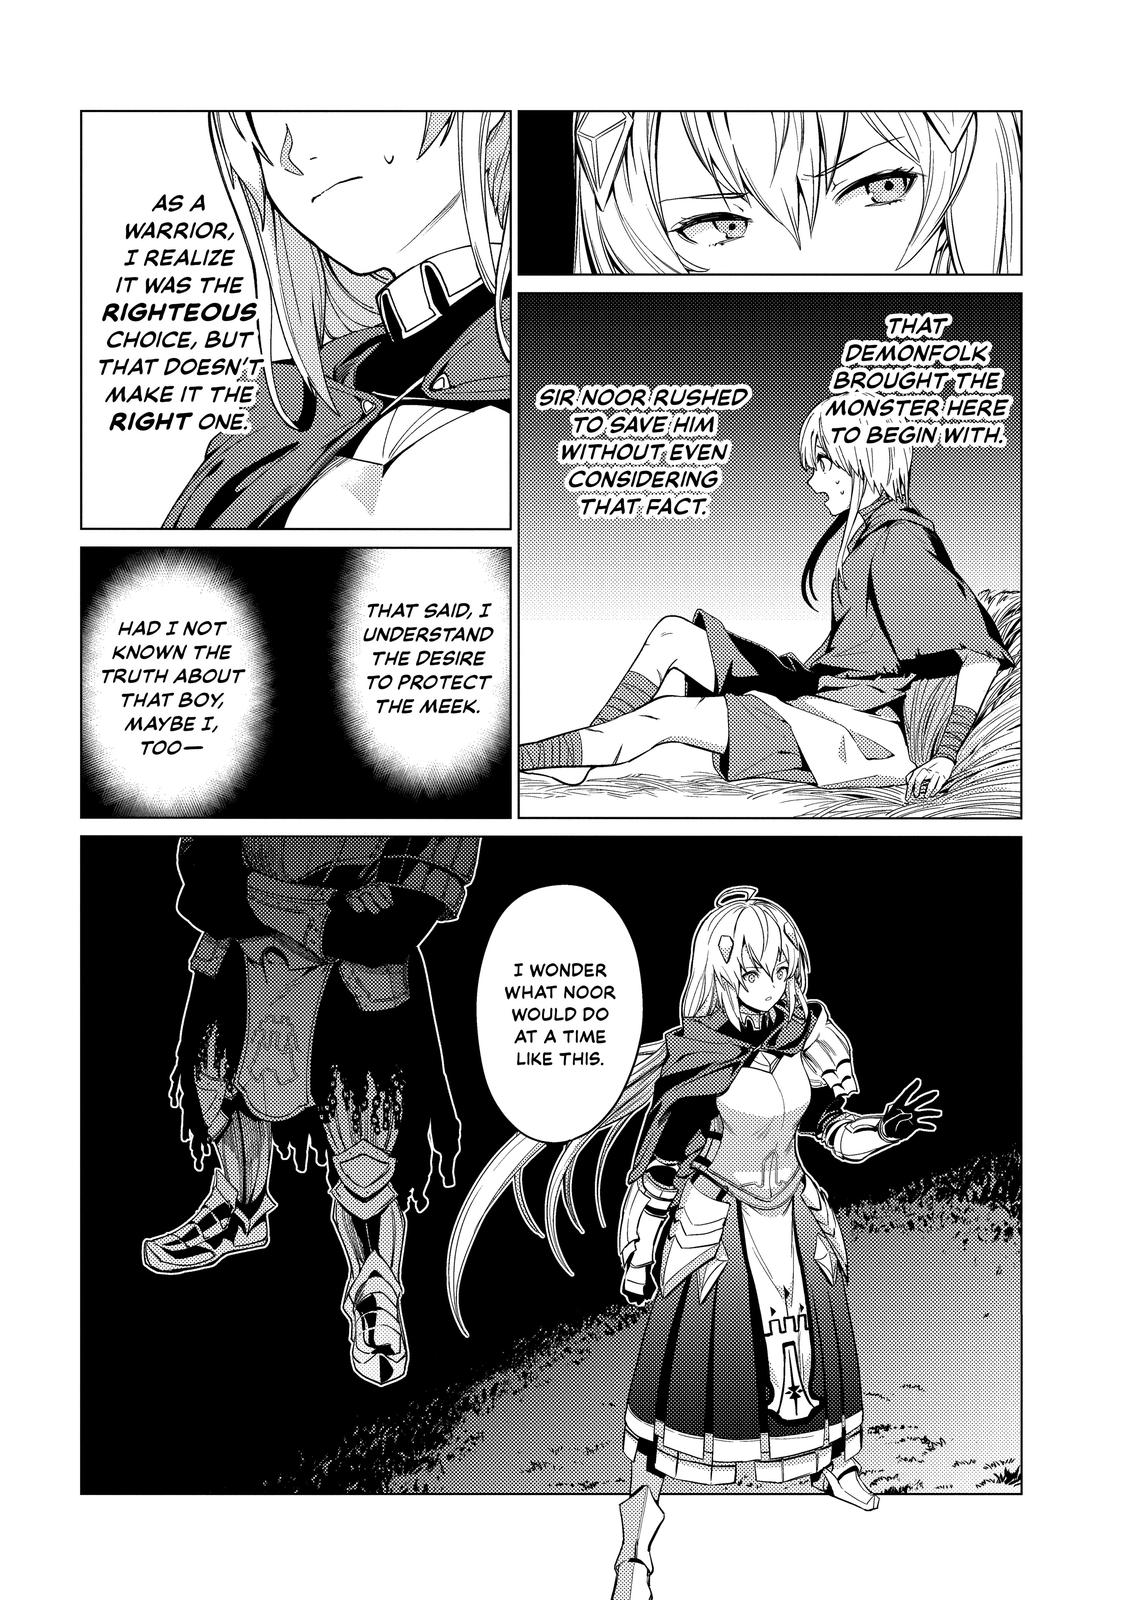 THAT
DEMONFOLK
BROUGHT THE
MONSTER HERE
TO BEGIN WITH.
SIR NOOR RUSHED
TO SAVE HIM
WITHOUT EVEN
CONSIDERING
THAT FACT.
AS A
WARRIOR,
I REALIZE
IT WAS THE
RIGHTEOUS
CHOICE, BUT
THAT DOESN'T
MAKE IT THE
RIGHT ONE.
THAT SAID, I
UNDERSTAND
THE DESIRE
TO PROTECT
THE MEEK.
HAD I NOT
KNOWN THE
TRUTH ABOUT
THAT BOY,
MAYBE I,
TOO—
I WONDER
WHAT NOOR
WOULD DO
AT A TIME
LIKE THIS.